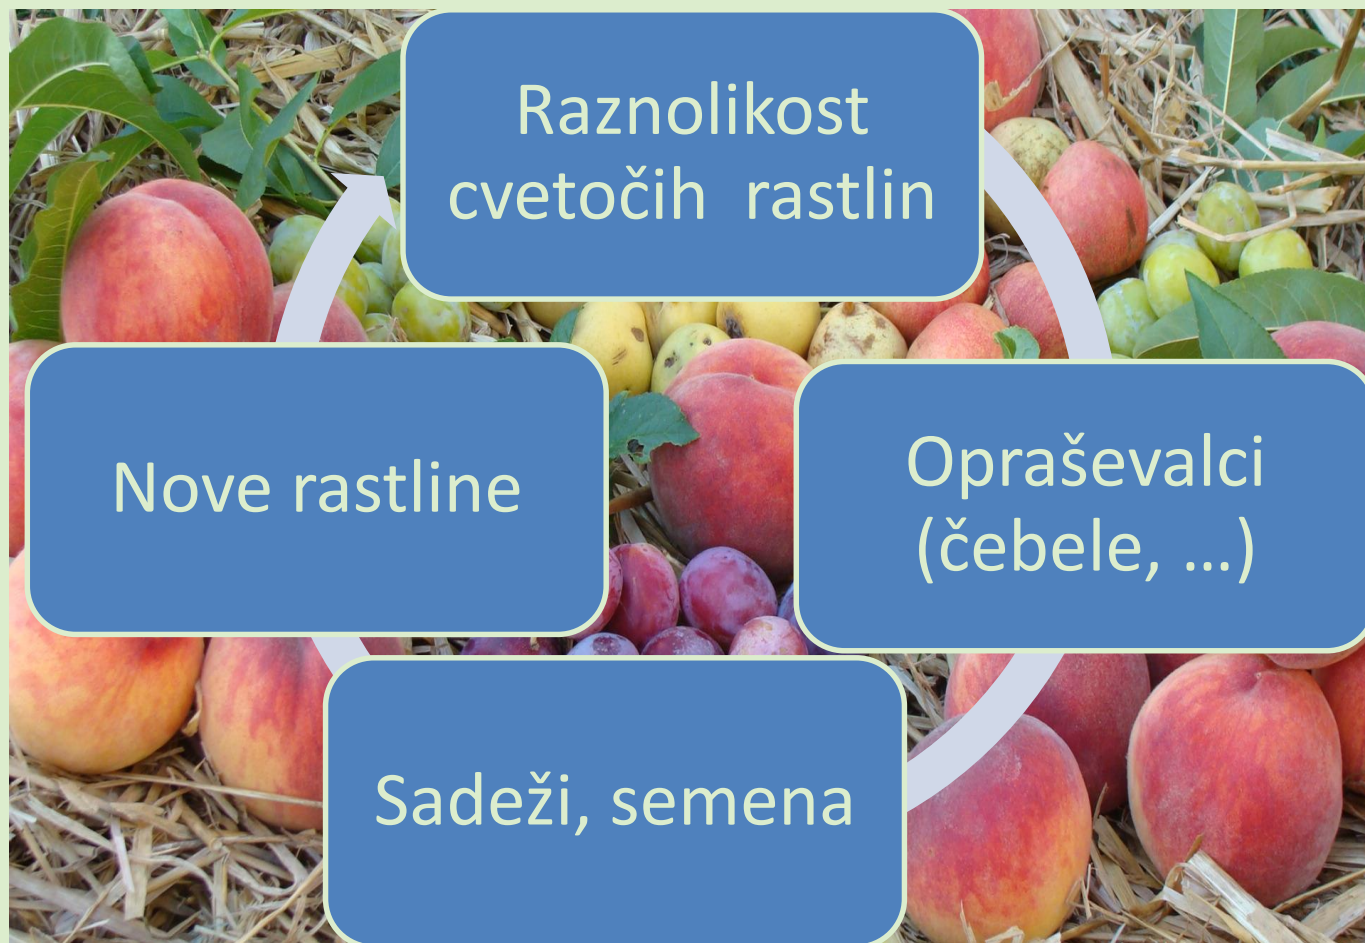 Raznolikost
cvetočih rastlin
Opraševalci
(čebele, ...)
Sadeži, semena
Nove rastline